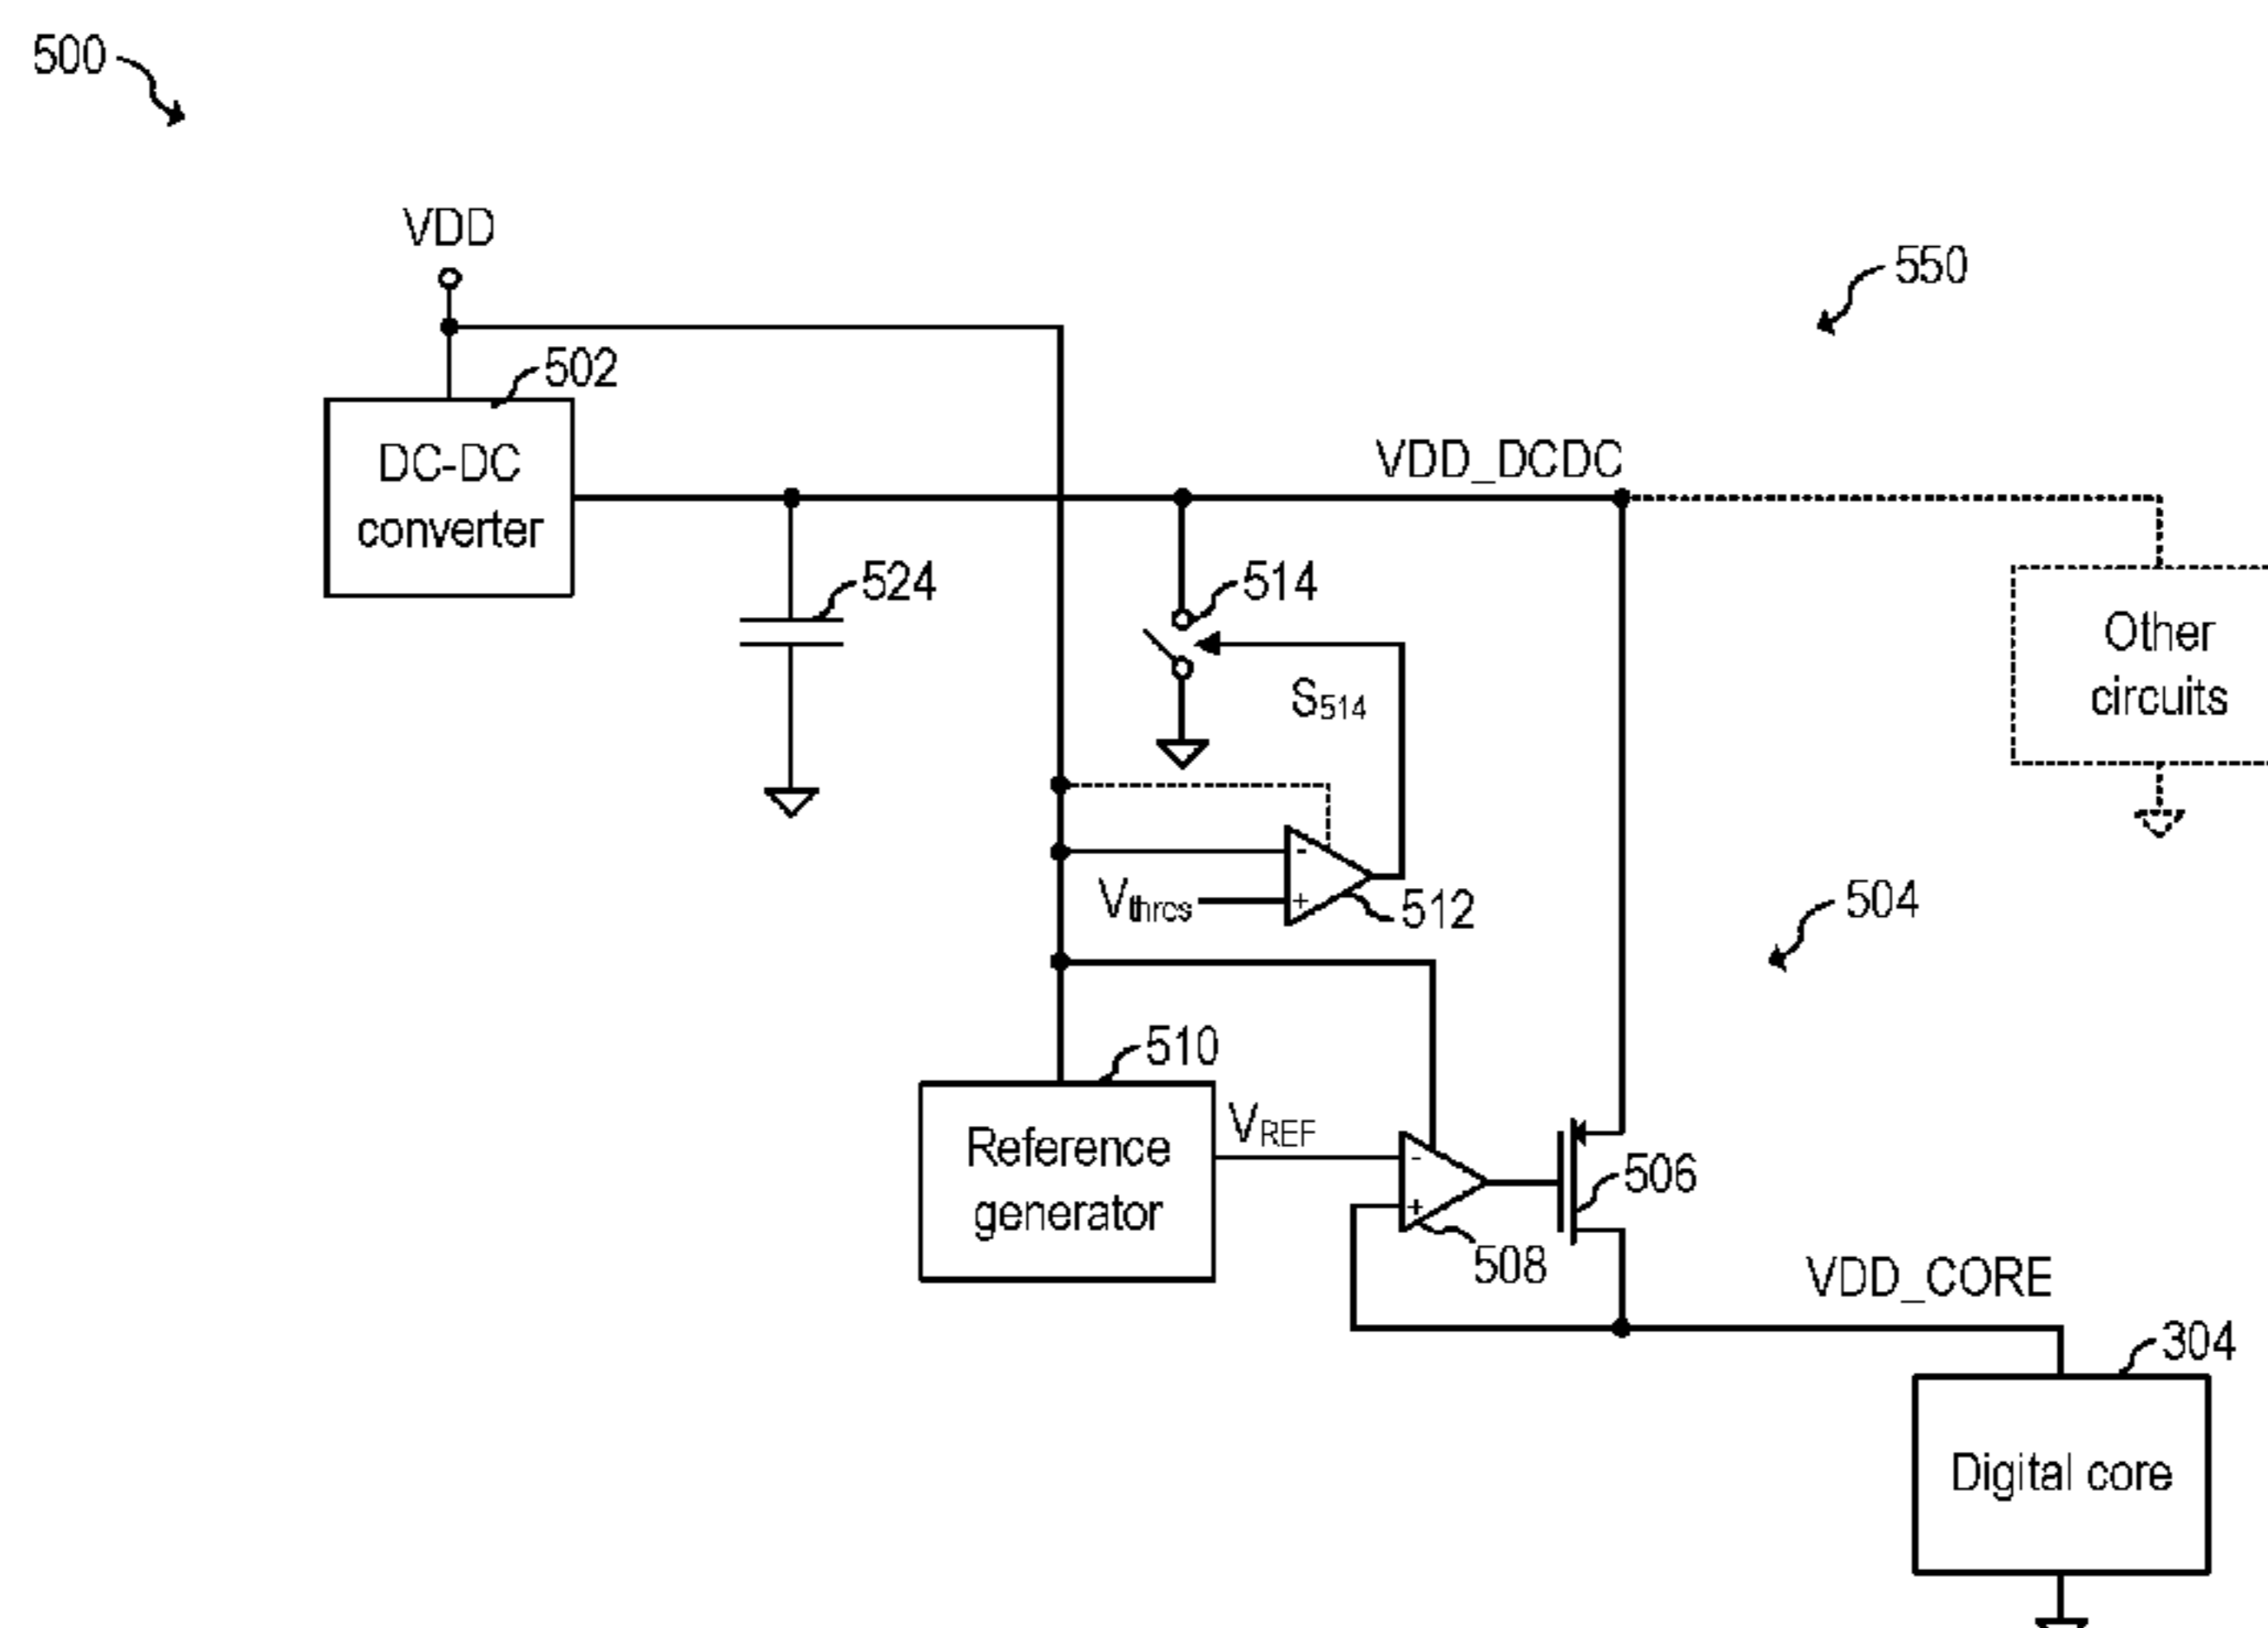 500
VDD
550
502
DC-DC
converter
VDD_DCDC
524
514
Other
circuits
S514
-
+
Vthres
512
504
510
Reference
generator
VREF
-
+
508
506
VDD_CORE
304
Digital core